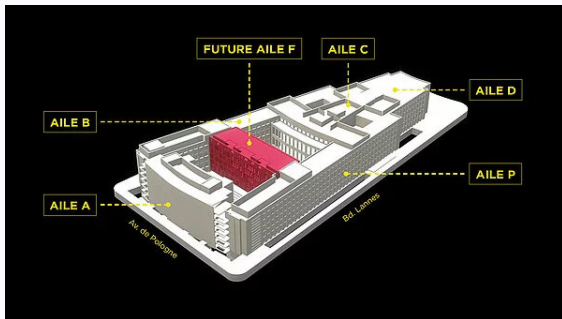 FUTURE AILE F
AILE C
AILE D
AILE B
AILE P
AILE A
Av. de Pologne
Bd. Lannes